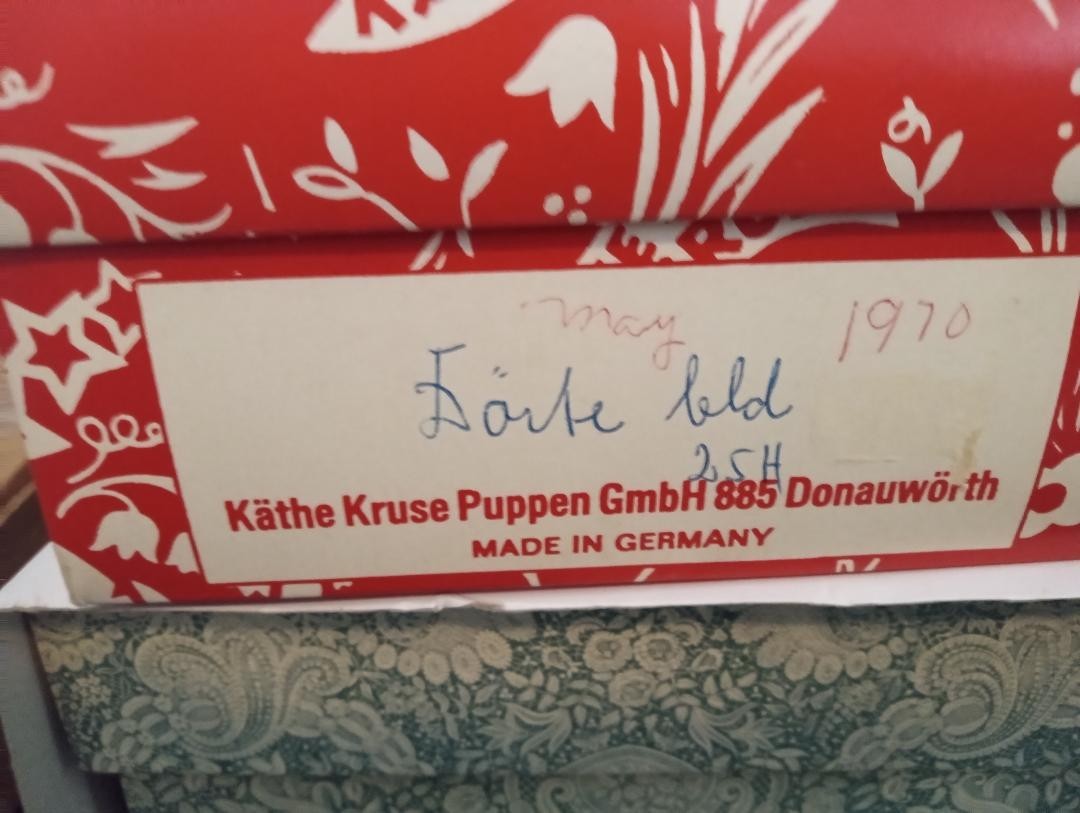 May 1970
Dörte bld
25H
Käthe Kruse Puppen GmbH 885 Donauwörth
MADE IN GERMANY